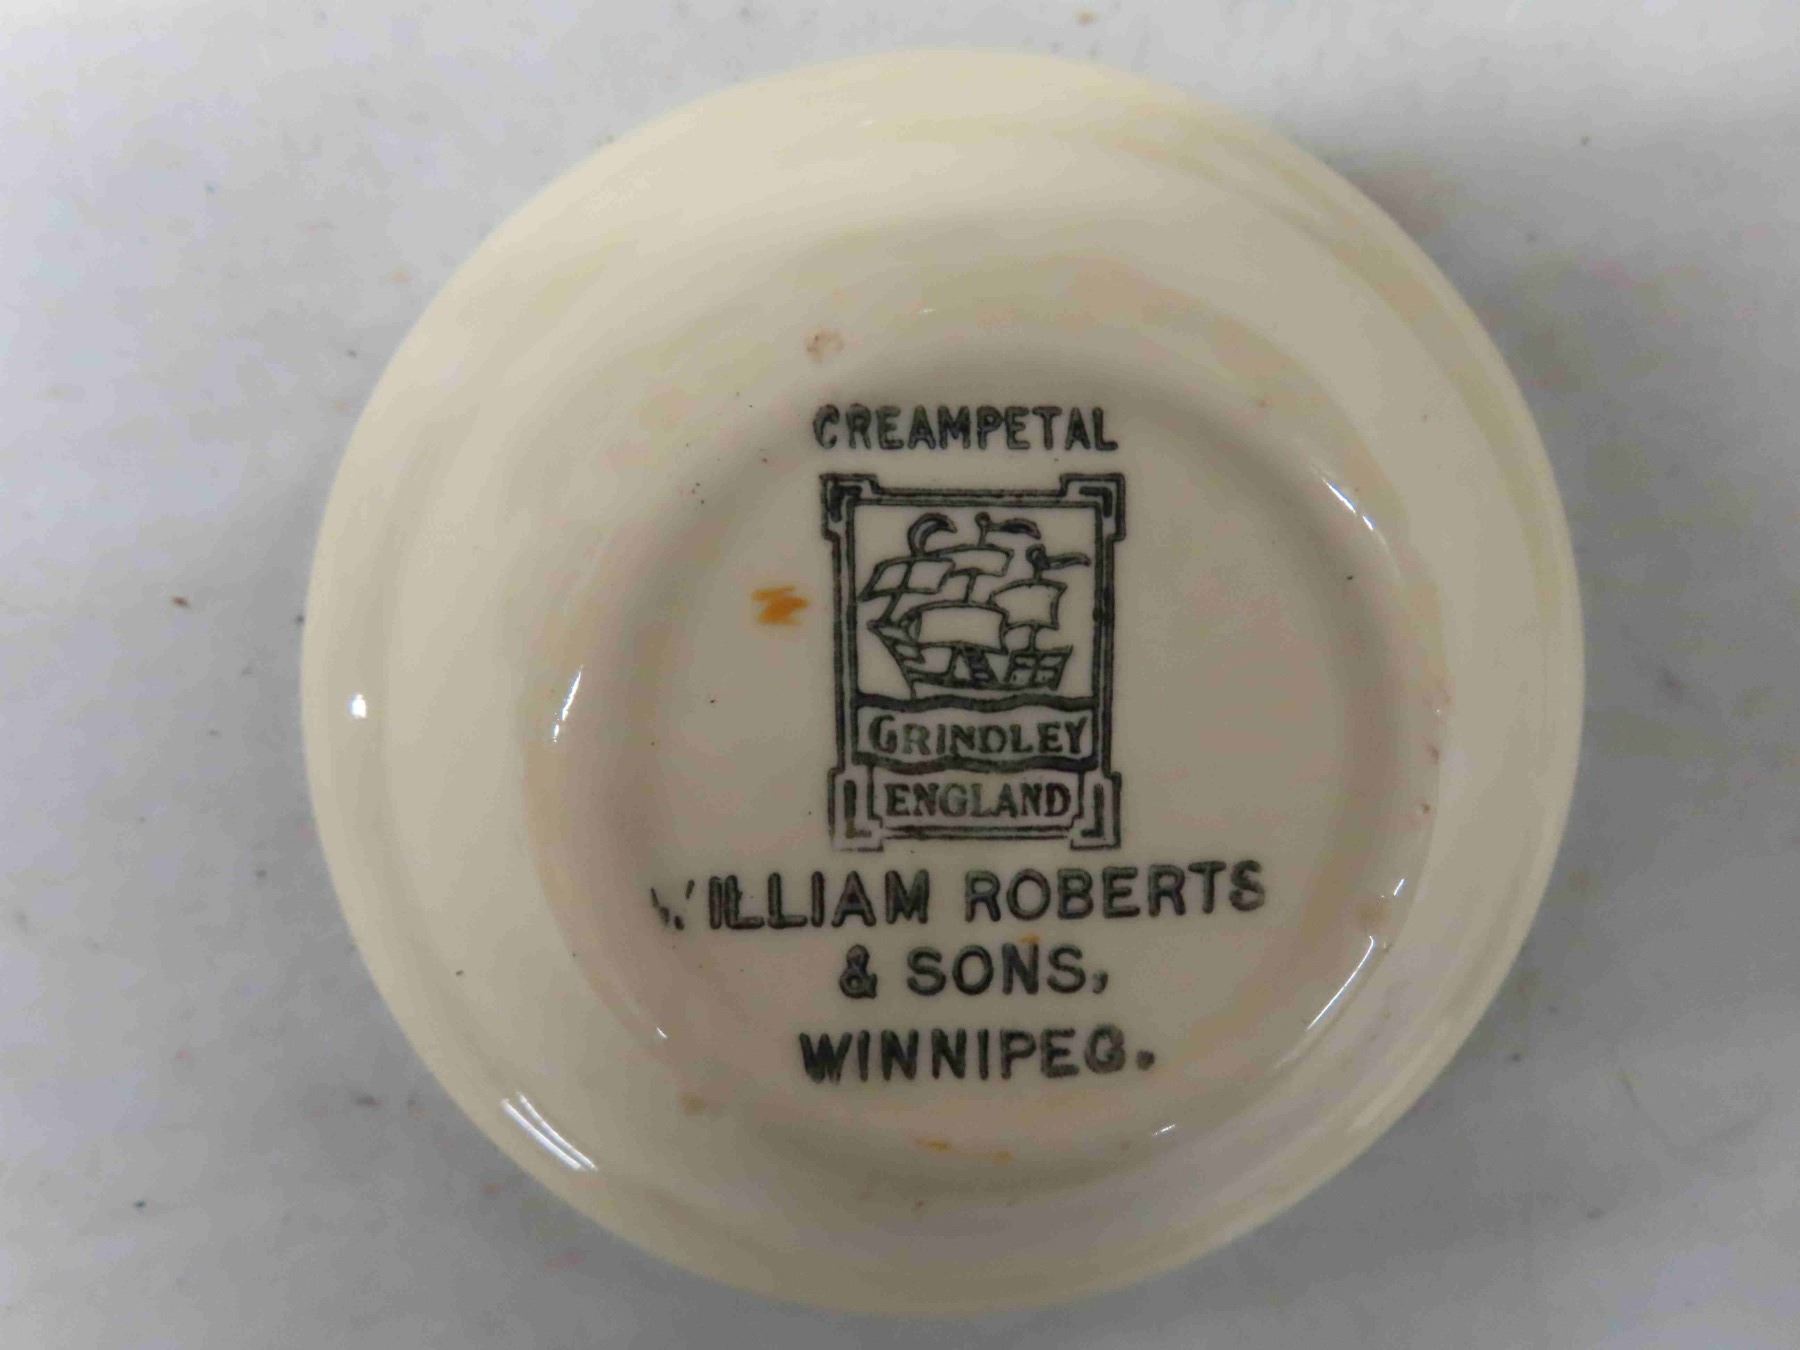 CREAMPETAL
GRINDLEY
ENGLAND
WILLIAM ROBERTS
& SONS,
WINNIPEG.